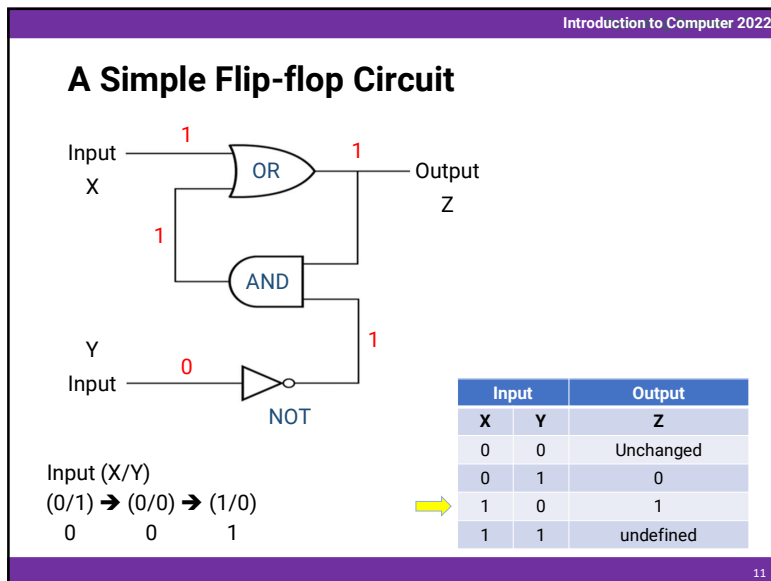 Introduction to Computer 2022
A Simple Flip-flop Circuit
1
1
Input
OR
Output
X
Z
1
AND
1
Y
0
Input
NOT
Input Output
X Y Z
0 0 Unchanged
0 1 0
1 0 1
1 1 undefined
Input (X/Y)
(0/1) ➔ (0/0) ➔ (1/0)
0 0 1
11